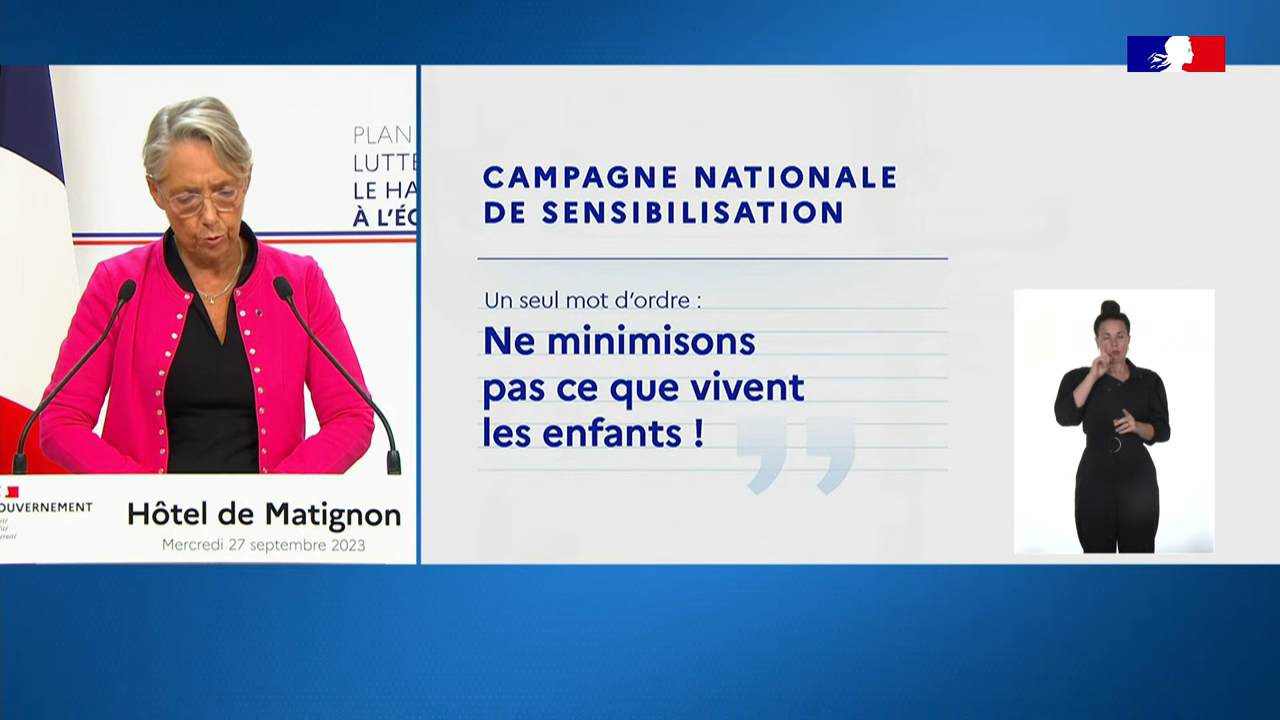 PLAN
LUTTE
LE HA
À L'ÉC
OUVERNEMENT
Hôtel de Matignon
Mercredi 27 septembre 2023
CAMPAGNE NATIONALE
DE SENSIBILISATION
Un seul mot d'ordre :
Ne minimisons
pas ce que vivent
les enfants !